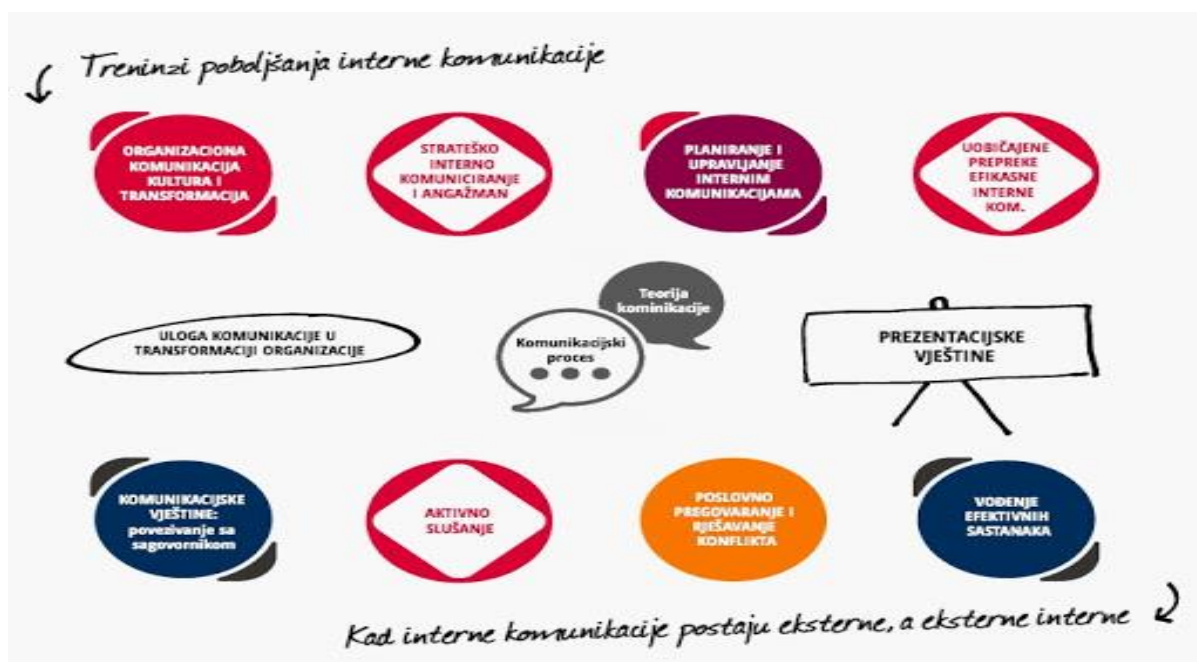 Treninzi poboljšanja interne komunikacije
ORGANIZACIONA
KOMUNIKACIJA
KULTURA I
TRANSFORMACIJA
STRATEŠKO
INTERNO
KOMUNICIRANJE
I ANGAŽMAN
PLANIRANJE I
UPRAVLJANJE
INTERNIM
KOMUNIKACIJAMA
UOBIČAJENE
PREPREKE
EFIKASNE
INTERNE
KOM.
ULOGA KOMUNIKACIJE U
TRANSFORMACIJI ORGANIZACIJE
Teorija
kominikacije
Komunikacijski
proces
PREZENTACIJSKE
VJEŠTINE
KOMUNIKACIJSKE
VJEŠTINE:
povezivanje sa
sagovornikom
AKTIVNO
SLUŠANJE
POSLOVNO
PREGOVARANJE I
RJEŠAVANJE
KONFLIKTA
VOĐENJE
EFEKTIVNIH
SASTANAKA
Kad interne komunikacije postaju eksterne, a eksterne interne